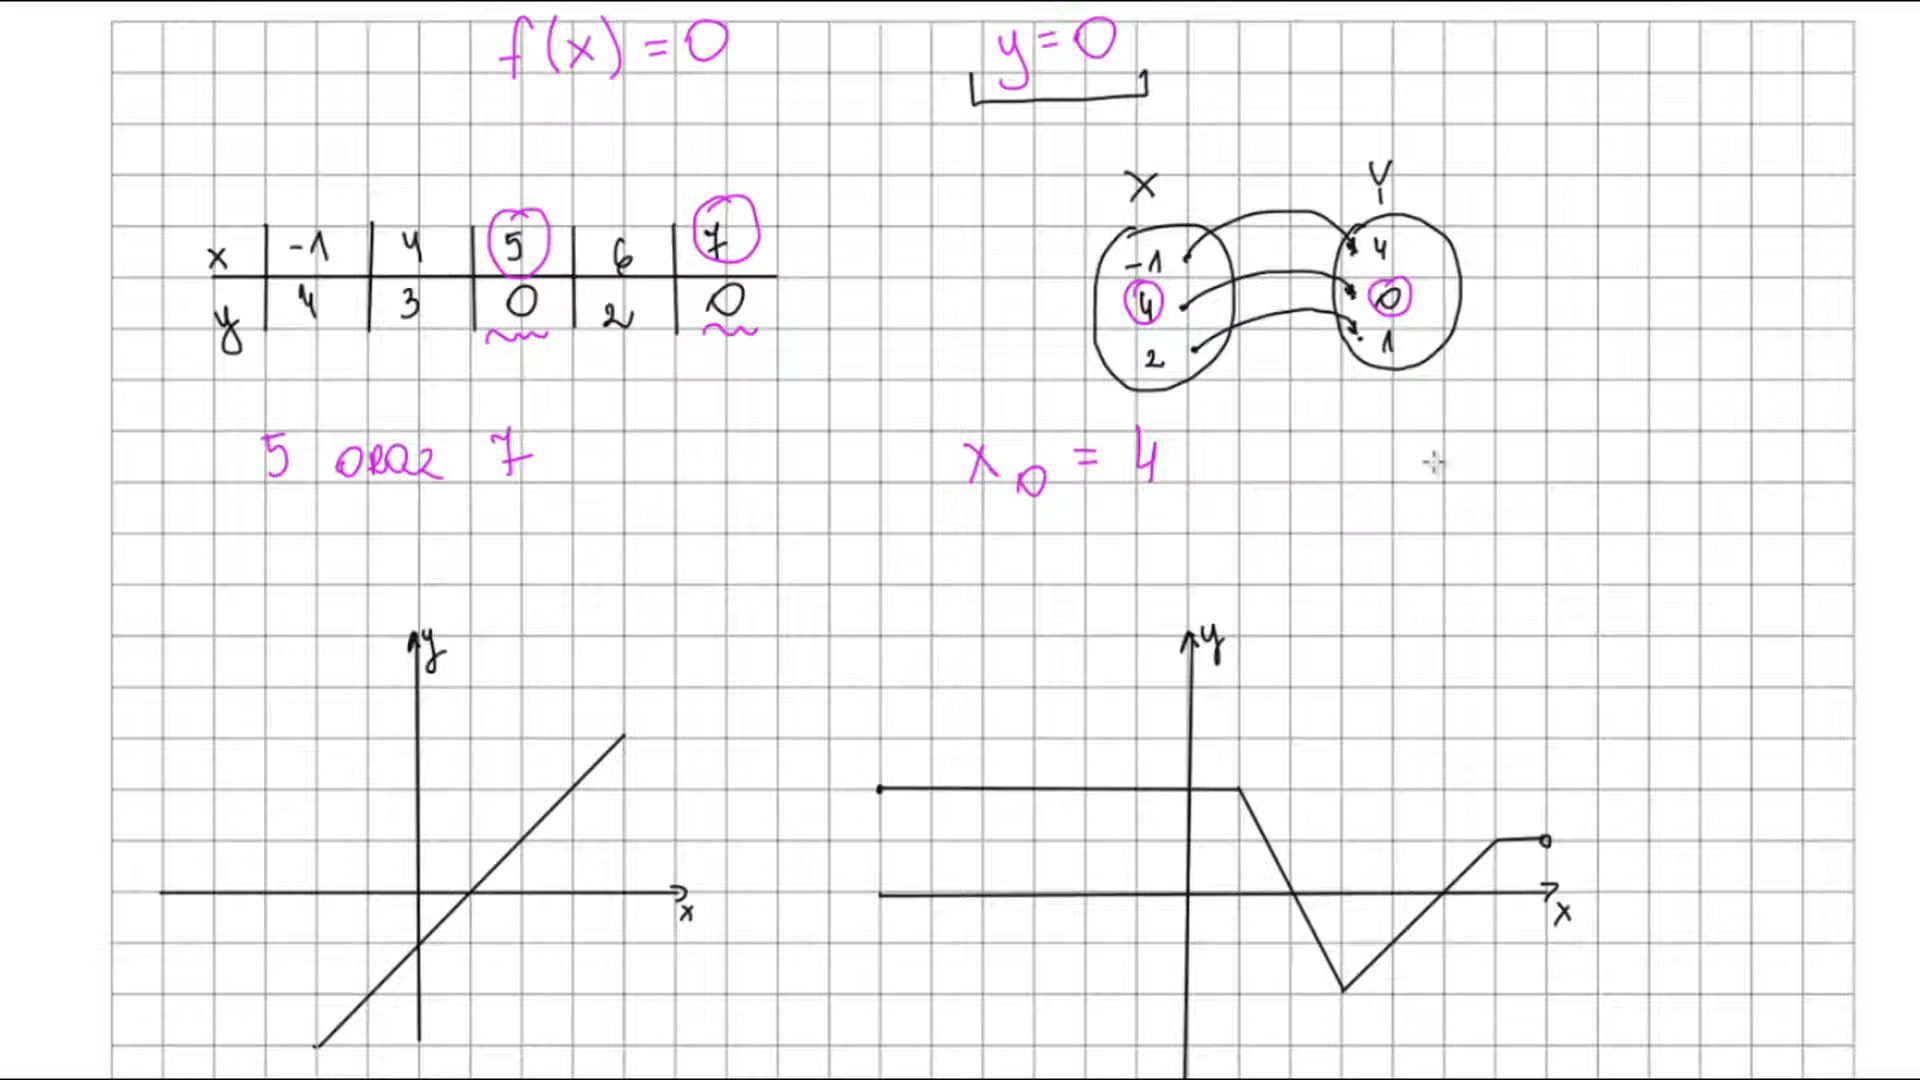 f(x) = 0
y = 0
x -1 4 5 6 7
y 4 3 0 2 0
X Y
-1 4
4 0
2 1
5 oraz 7
x₀ = 4
y
x
y
x